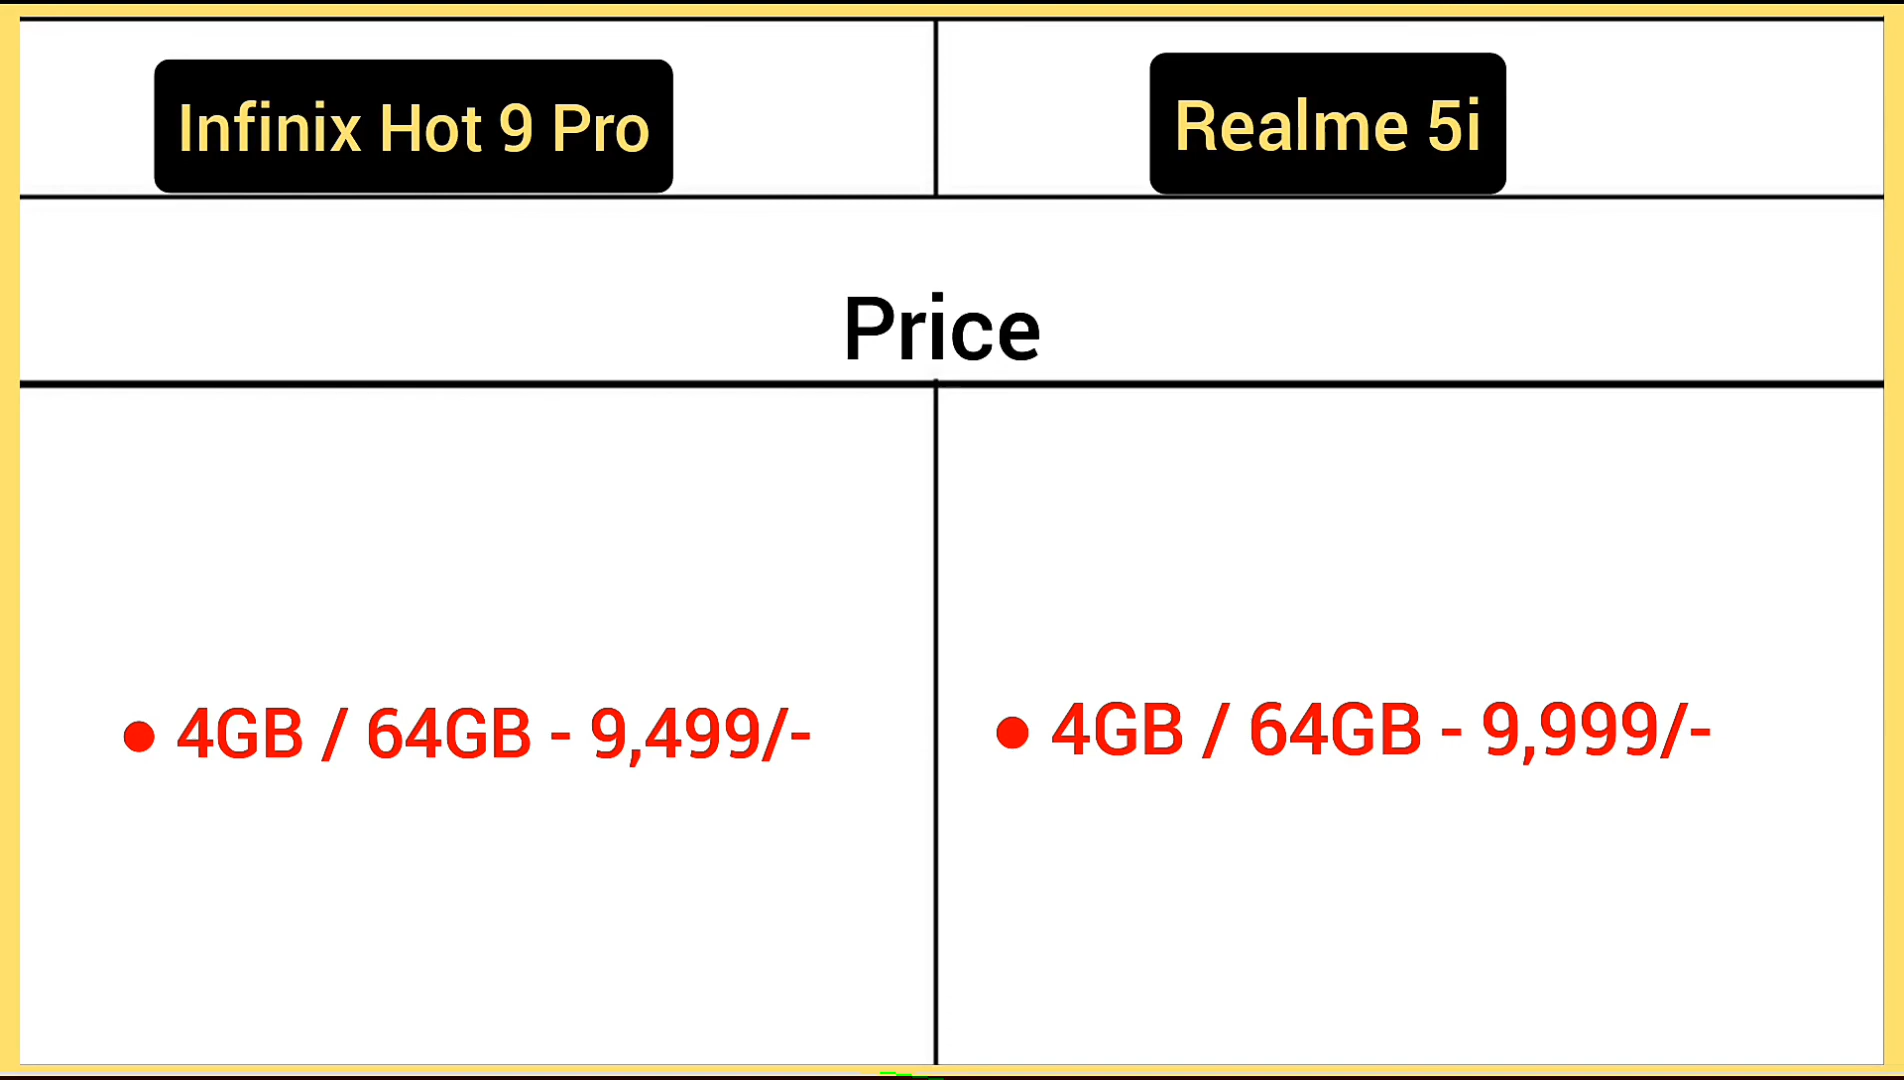 Infinix Hot 9 Pro
Realme 5i
Price
• 4GB / 64GB - 9,499/-
• 4GB / 64GB - 9,999/-